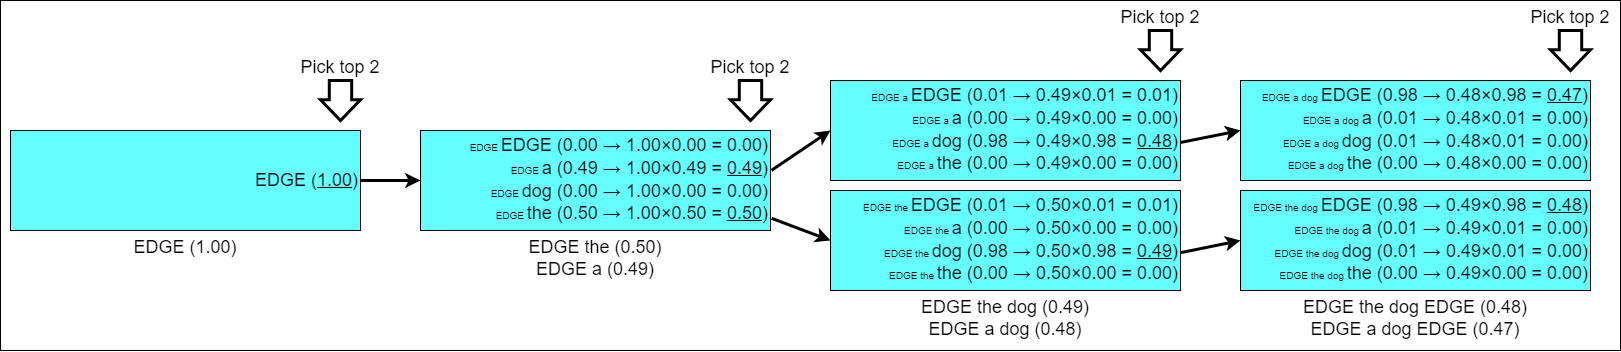 Pick top 2
EDGE (1.00)
EDGE (1.00)
Pick top 2
EDGE EDGE (0.00 → 1.00×0.00 = 0.00)
EDGE a (0.49 → 1.00×0.49 = 0.49)
EDGE dog (0.00 → 1.00×0.00 = 0.00)
EDGE the (0.50 → 1.00×0.50 = 0.50)
EDGE the (0.50)
EDGE a (0.49)
Pick top 2
EDGE a EDGE (0.01 → 0.49×0.01 = 0.01)
EDGE a a (0.00 → 0.49×0.00 = 0.00)
EDGE a dog (0.98 → 0.49×0.98 = 0.48)
EDGE a the (0.00 → 0.49×0.00 = 0.00)
EDGE the EDGE (0.01 → 0.50×0.01 = 0.01)
EDGE the a (0.00 → 0.50×0.00 = 0.00)
EDGE the dog (0.98 → 0.50×0.98 = 0.49)
EDGE the the (0.00 → 0.50×0.00 = 0.00)
EDGE the dog (0.49)
EDGE a dog (0.48)
Pick top 2
EDGE a dog EDGE (0.98 → 0.48×0.98 = 0.47)
EDGE a dog a (0.01 → 0.48×0.01 = 0.00)
EDGE a dog dog (0.01 → 0.48×0.01 = 0.00)
EDGE a dog the (0.00 → 0.48×0.00 = 0.00)
EDGE the dog EDGE (0.98 → 0.49×0.98 = 0.48)
EDGE the dog a (0.01 → 0.49×0.01 = 0.00)
EDGE the dog dog (0.01 → 0.49×0.01 = 0.00)
EDGE the dog the (0.00 → 0.49×0.00 = 0.00)
EDGE the dog EDGE (0.48)
EDGE a dog EDGE (0.47)